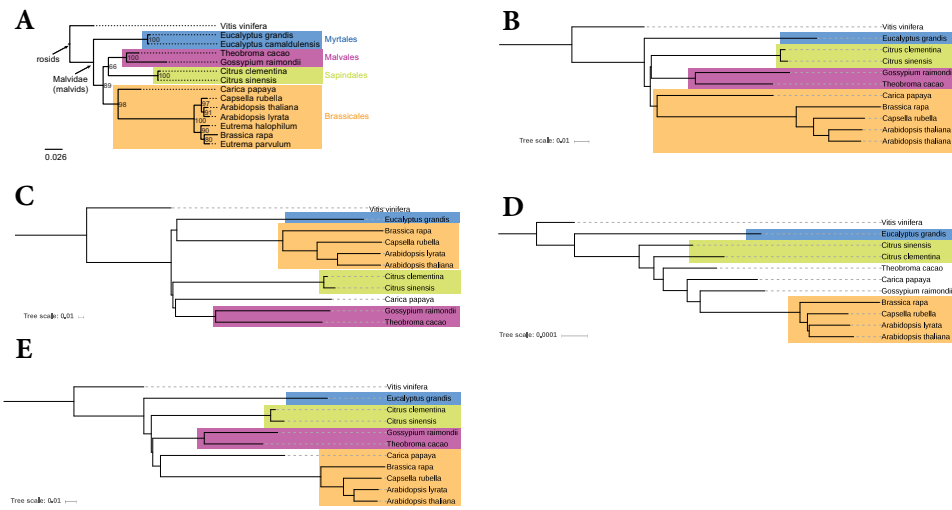 A
Vitis vinifera
Eucalyptus grandis
Eucalyptus camaldulensis
Myrtales
100
Theobroma cacao
Gossypium raimondii
Malvales
100
rosids
66
Citrus clementina
Citrus sinensis
Sapindales
100
Malvidae
(malvids)
89
Carica papaya
98
Capsella rubella
97
Arabidopsis thaliana
91
Arabidopsis lyrata
Brassicales
100
Eutrema halophilum
90
Brassica rapa
80
Eutrema parvulum
0.026
B
Vitis vinifera
Eucalyptus grandis
Citrus clementina
Citrus sinensis
Gossypium raimondii
Theobroma cacao
Carica papaya
Brassica rapa
Capsella rubella
Arabidopsis thaliana
Arabidopsis thaliana
Tree scale: 0.01
C
Vitis vinifera
Eucalyptus grandis
Brassica rapa
Capsella rubella
Arabidopsis lyrata
Arabidopsis thaliana
Citrus clementina
Citrus sinensis
Carica papaya
Gossypium raimondii
Theobroma cacao
Tree scale: 0.01
D
Vitis vinifera
Eucalyptus grandis
Citrus sinensis
Citrus clementina
Theobroma cacao
Carica papaya
Gossypium raimondii
Brassica rapa
Capsella rubella
Arabidopsis lyrata
Arabidopsis thaliana
Tree scale: 0.0001
E
Vitis vinifera
Eucalyptus grandis
Citrus clementina
Citrus sinensis
Gossypium raimondii
Theobroma cacao
Carica papaya
Brassica rapa
Capsella rubella
Arabidopsis lyrata
Arabidopsis thaliana
Tree scale: 0.01